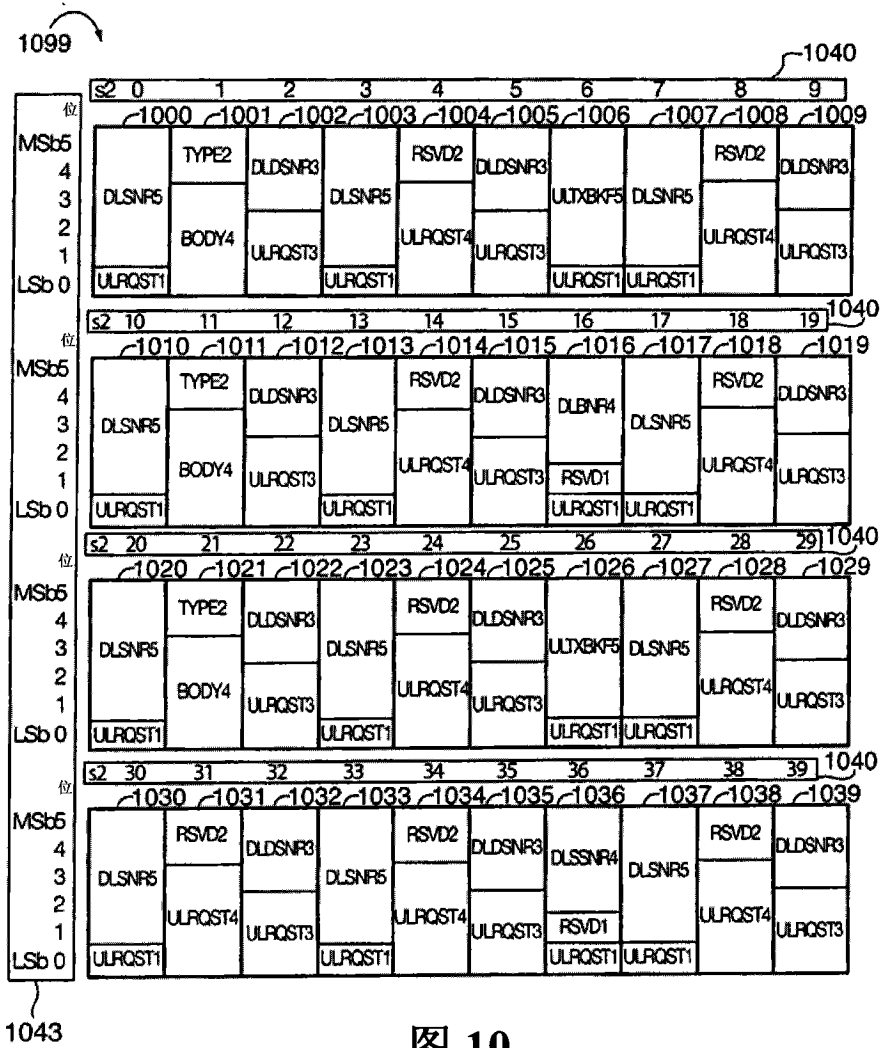 1099
1040
s2 0 1 2 3 4 5 6 7 8 9
位 1000 1001 1002 1003 1004 1005 1006 1007 1008 1009
MSb5
4
3
2
1
LSb 0
DLSNR5 ULRQST1
TYPE2 BODY4
DLDSNR3 ULRQST3
DLSNR5 ULRQST1
RSVD2 ULRQST4
DLDSNR3 ULRQST3
ULTXBKF5 ULRQST1
DLSNR5 ULRQST1
RSVD2 ULRQST4
DLDSNR3 ULRQST3
s2 10 11 12 13 14 15 16 17 18 19 1040
位 1010 1011 1012 1013 1014 1015 1016 1017 1018 1019
MSb5
4
3
2
1
LSb 0
DLSNR5 ULRQST1
TYPE2 BODY4
DLDSNR3 ULRQST3
DLSNR5 ULRQST1
RSVD2 ULRQST4
DLDSNR3 ULRQST3
DLBNR4 RSVD1 ULRQST1
DLSNR5 ULRQST1
RSVD2 ULRQST4
DLDSNR3 ULRQST3
s2 20 21 22 23 24 25 26 27 28 29 1040
位 1020 1021 1022 1023 1024 1025 1026 1027 1028 1029
MSb5
4
3
2
1
LSb 0
DLSNR5 ULRQST1
TYPE2 BODY4
DLDSNR3 ULRQST3
DLSNR5 ULRQST1
RSVD2 ULRQST4
DLDSNR3 ULRQST3
ULTXBKF5 ULRQST1
DLSNR5 ULRQST1
RSVD2 ULRQST4
DLDSNR3 ULRQST3
s2 30 31 32 33 34 35 36 37 38 39 1040
位 1030 1031 1032 1033 1034 1035 1036 1037 1038 1039
MSb5
4
3
2
1
LSb 0
DLSNR5 ULRQST1
RSVD2 ULRQST4
DLDSNR3 ULRQST3
DLSNR5 ULRQST1
RSVD2 ULRQST4
DLDSNR3 ULRQST3
DLSSNR4 RSVD1 ULRQST1
DLSNR5 ULRQST1
RSVD2 ULRQST4
DLDSNR3 ULRQST3
1043
图 10